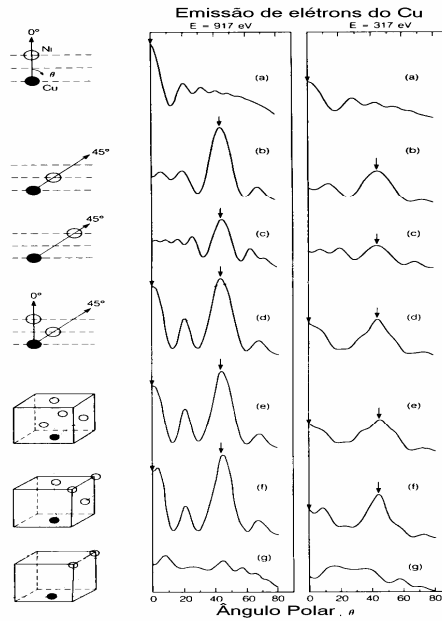 Emissão de elétrons do Cu
E = 917 eV
E = 317 eV
0°
Ni
θ
Cu
(a)
(a)
45°
(b)
(b)
45°
(c)
(c)
0°
45°
(d)
(d)
(e)
(e)
(f)
(f)
(g)
(g)
0 20 40 60 80
0 20 40 60 80
Ângulo Polar, θ